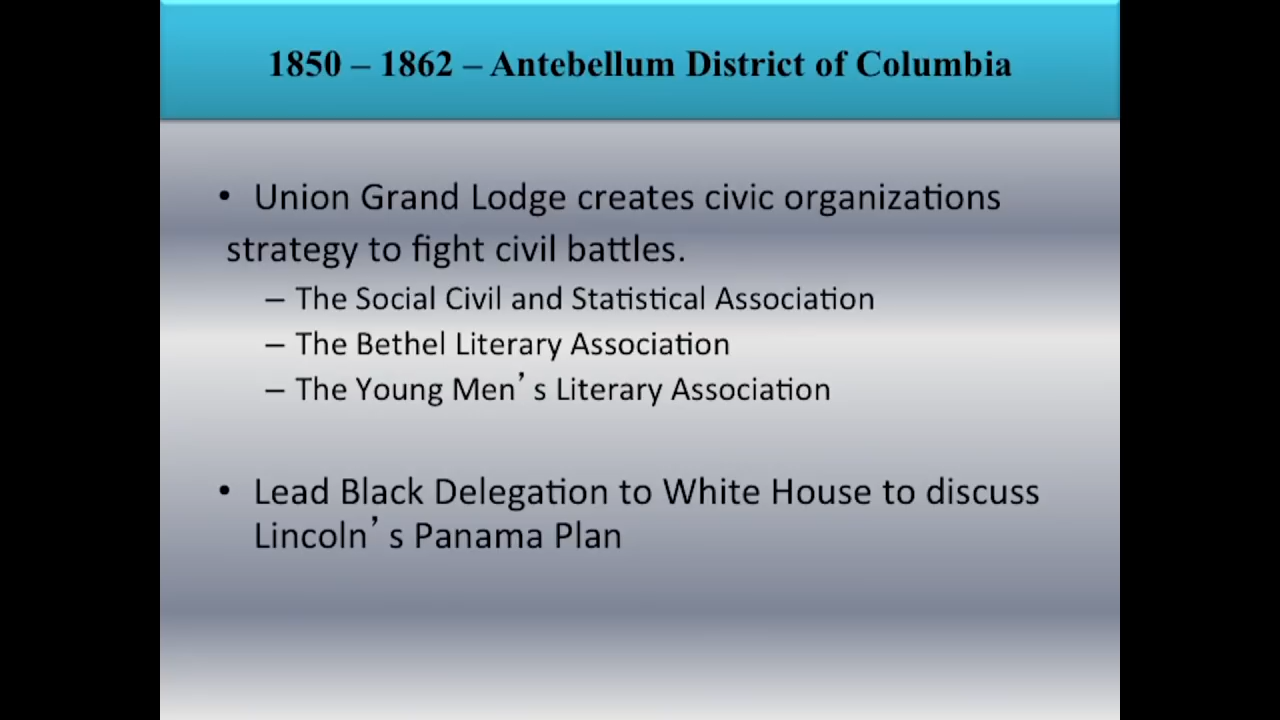 1850 – 1862 – Antebellum District of Columbia
• Union Grand Lodge creates civic organizations
strategy to fight civil battles.
– The Social Civil and Statistical Association
– The Bethel Literary Association
– The Young Men’s Literary Association
• Lead Black Delegation to White House to discuss
Lincoln’s Panama Plan